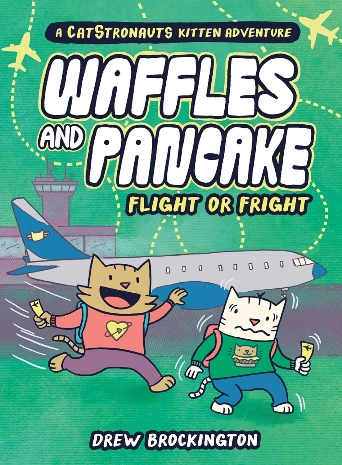 A CATSTRONAUTS KITTEN ADVENTURE
WAFFLES
AND PANCAKE
FLIGHT OR FRIGHT
DREW BROCKINGTON